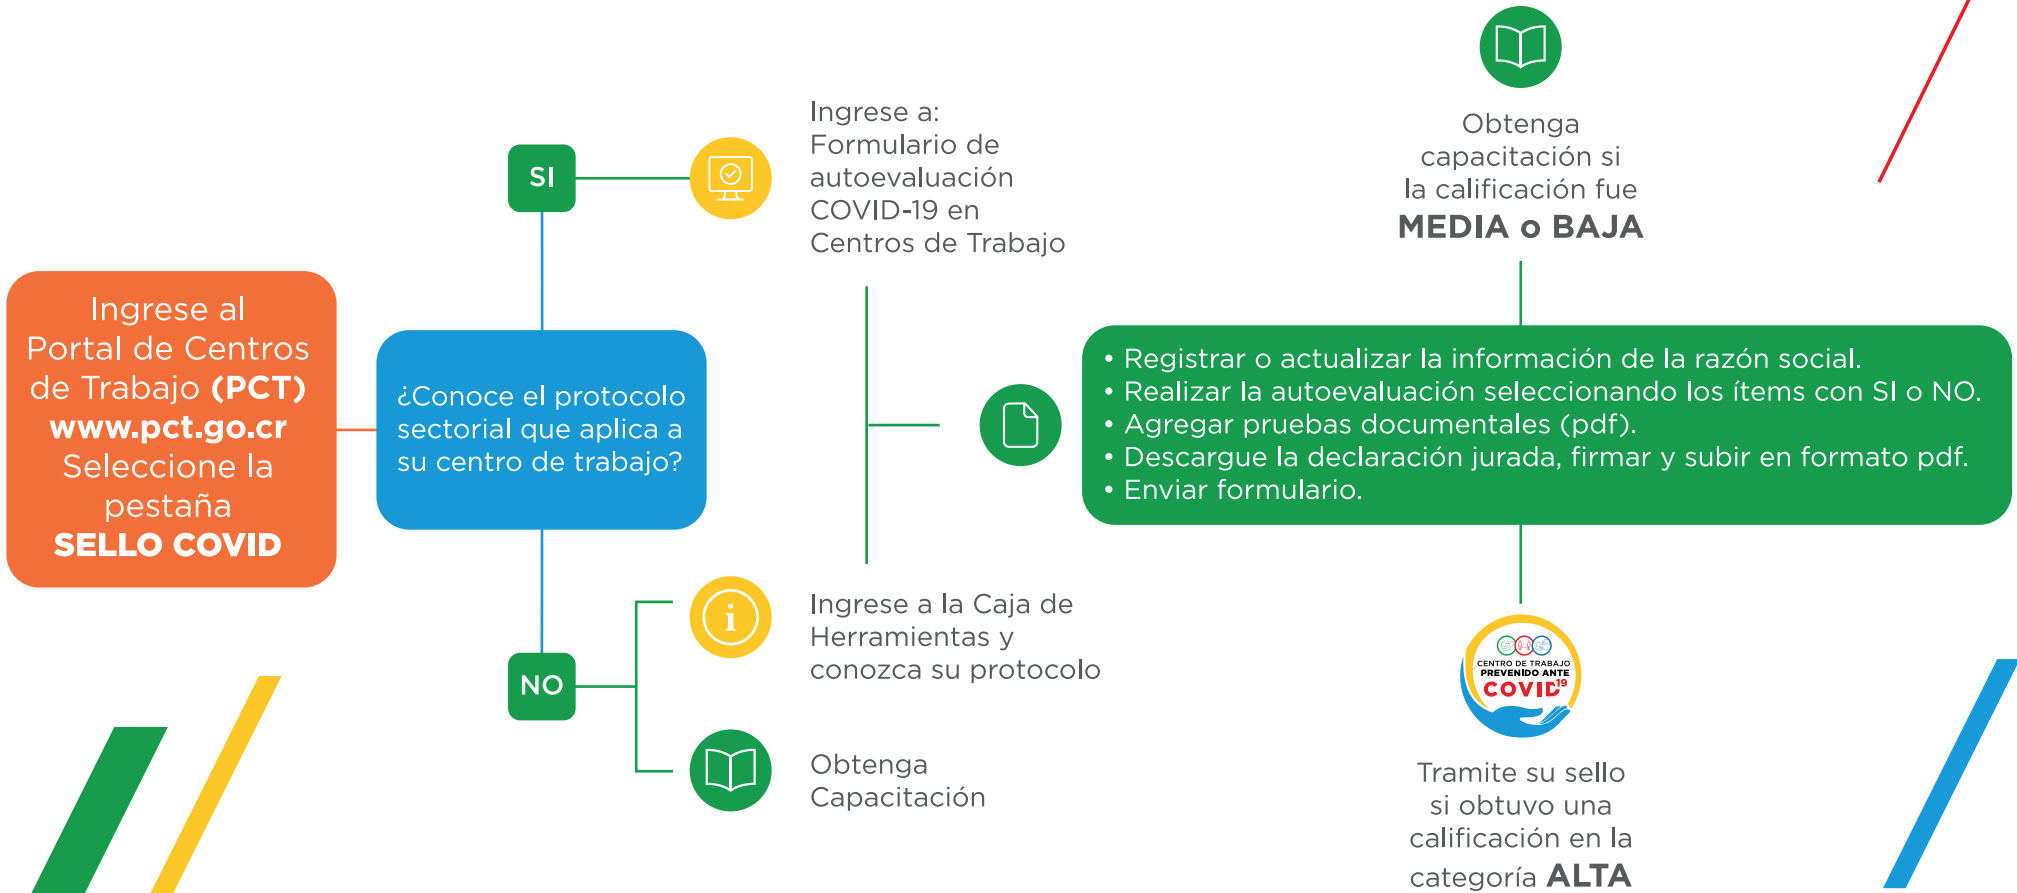 Ingrese al
Portal de Centros
de Trabajo (PCT)
www.pct.go.cr
Seleccione la
pestaña
SELLO COVID
¿Conoce el protocolo
sectorial que aplica a
su centro de trabajo?
SI
Ingrese a:
Formulario de
autoevaluación
COVID-19 en
Centros de Trabajo
NO
Ingrese a la Caja de
Herramientas y
conozca su protocolo
Obtenga
Capacitación
Obtenga
capacitación si
la calificación fue
MEDIA o BAJA
• Registrar o actualizar la información de la razón social.
• Realizar la autoevaluación seleccionando los ítems con SI o NO.
• Agregar pruebas documentales (pdf).
• Descargue la declaración jurada, firmar y subir en formato pdf.
• Enviar formulario.
CENTRO DE TRABAJO
PREVENIDO ANTE
COVID19
Tramite su sello
si obtuvo una
calificación en la
categoría ALTA